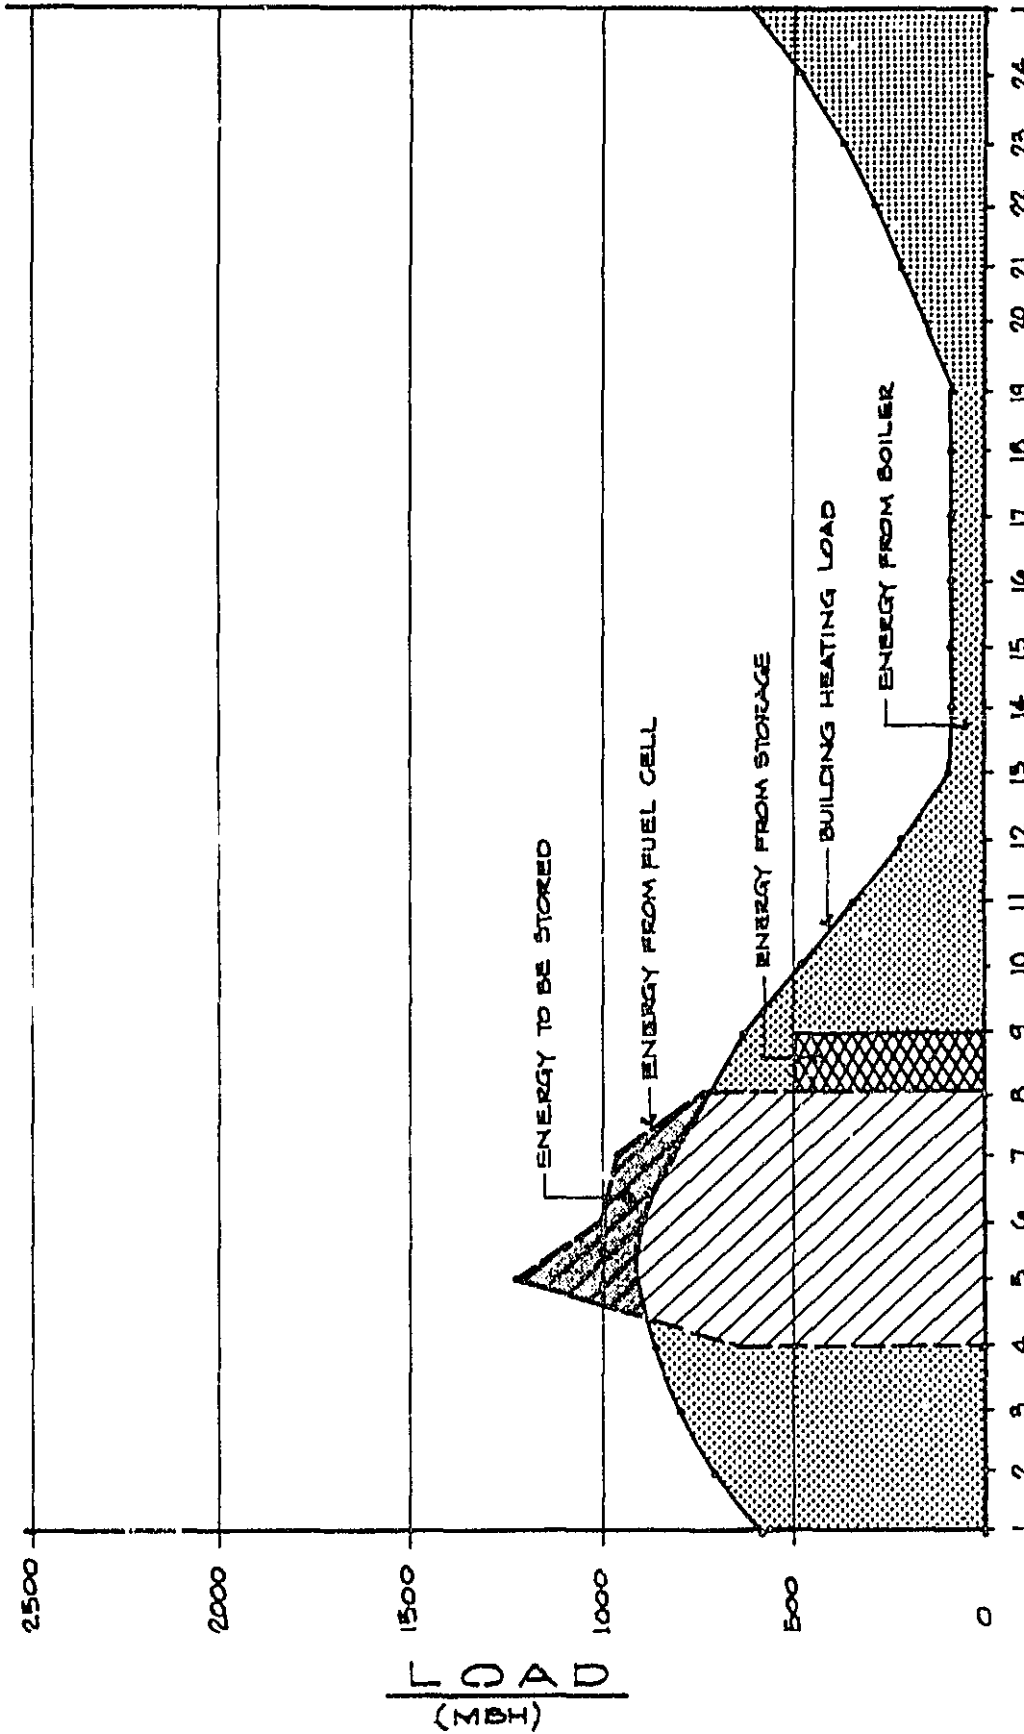 2500
2000
1500
1000
500
0
LOAD
(MBH)
ENERGY TO BE STORED
ENERGY FROM FUEL CELL
ENERGY FROM STORAGE
BUILDING HEATING LOAD
ENERGY FROM BOILER
1 2 3 4 5 6 7 8 9 10 11 12 13 14 15 16 17 18 19 20 21 22 23 24 1